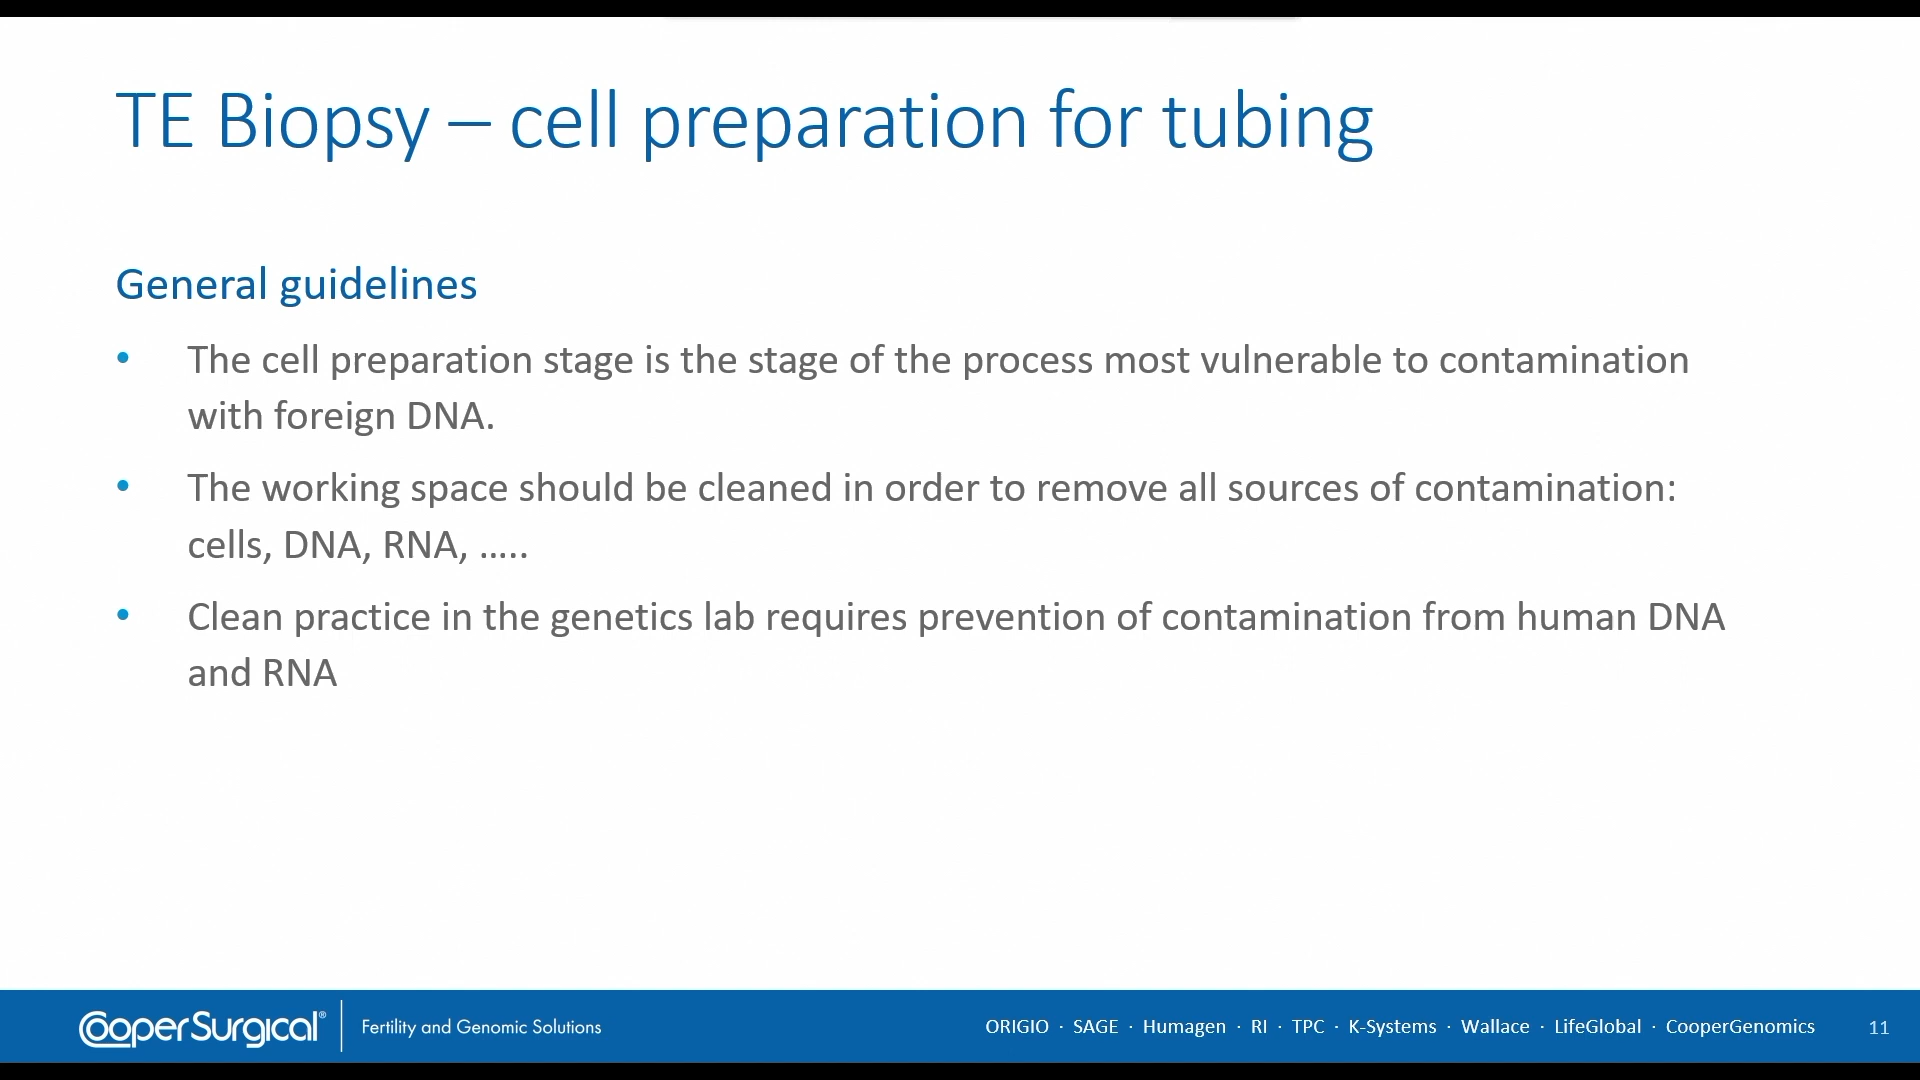 TE Biopsy – cell preparation for tubing
General guidelines
• The cell preparation stage is the stage of the process most vulnerable to contamination
with foreign DNA.
• The working space should be cleaned in order to remove all sources of contamination:
cells, DNA, RNA, …..
• Clean practice in the genetics lab requires prevention of contamination from human DNA
and RNA
CooperSurgical® Fertility and Genomic Solutions
ORIGIO · SAGE · Humagen · RI · TPC · K-Systems · Wallace · LifeGlobal · CooperGenomics 11